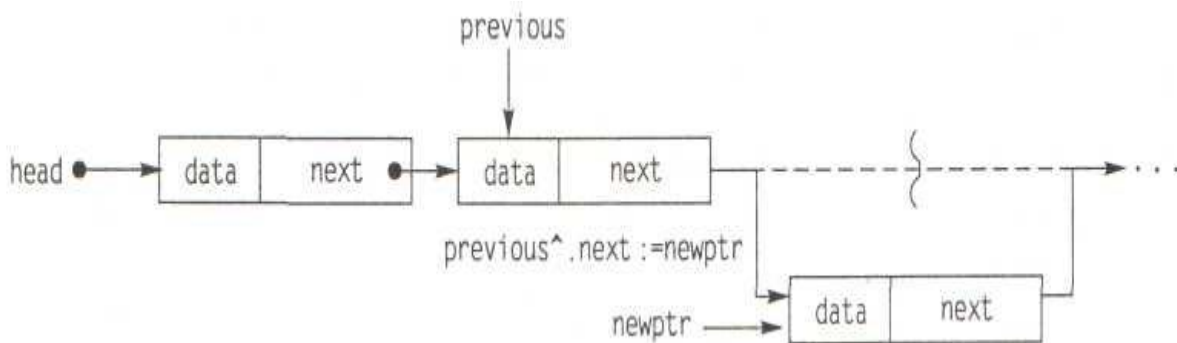 previous
head data next data next . . .
previous^.next :=newptr
newptr data next